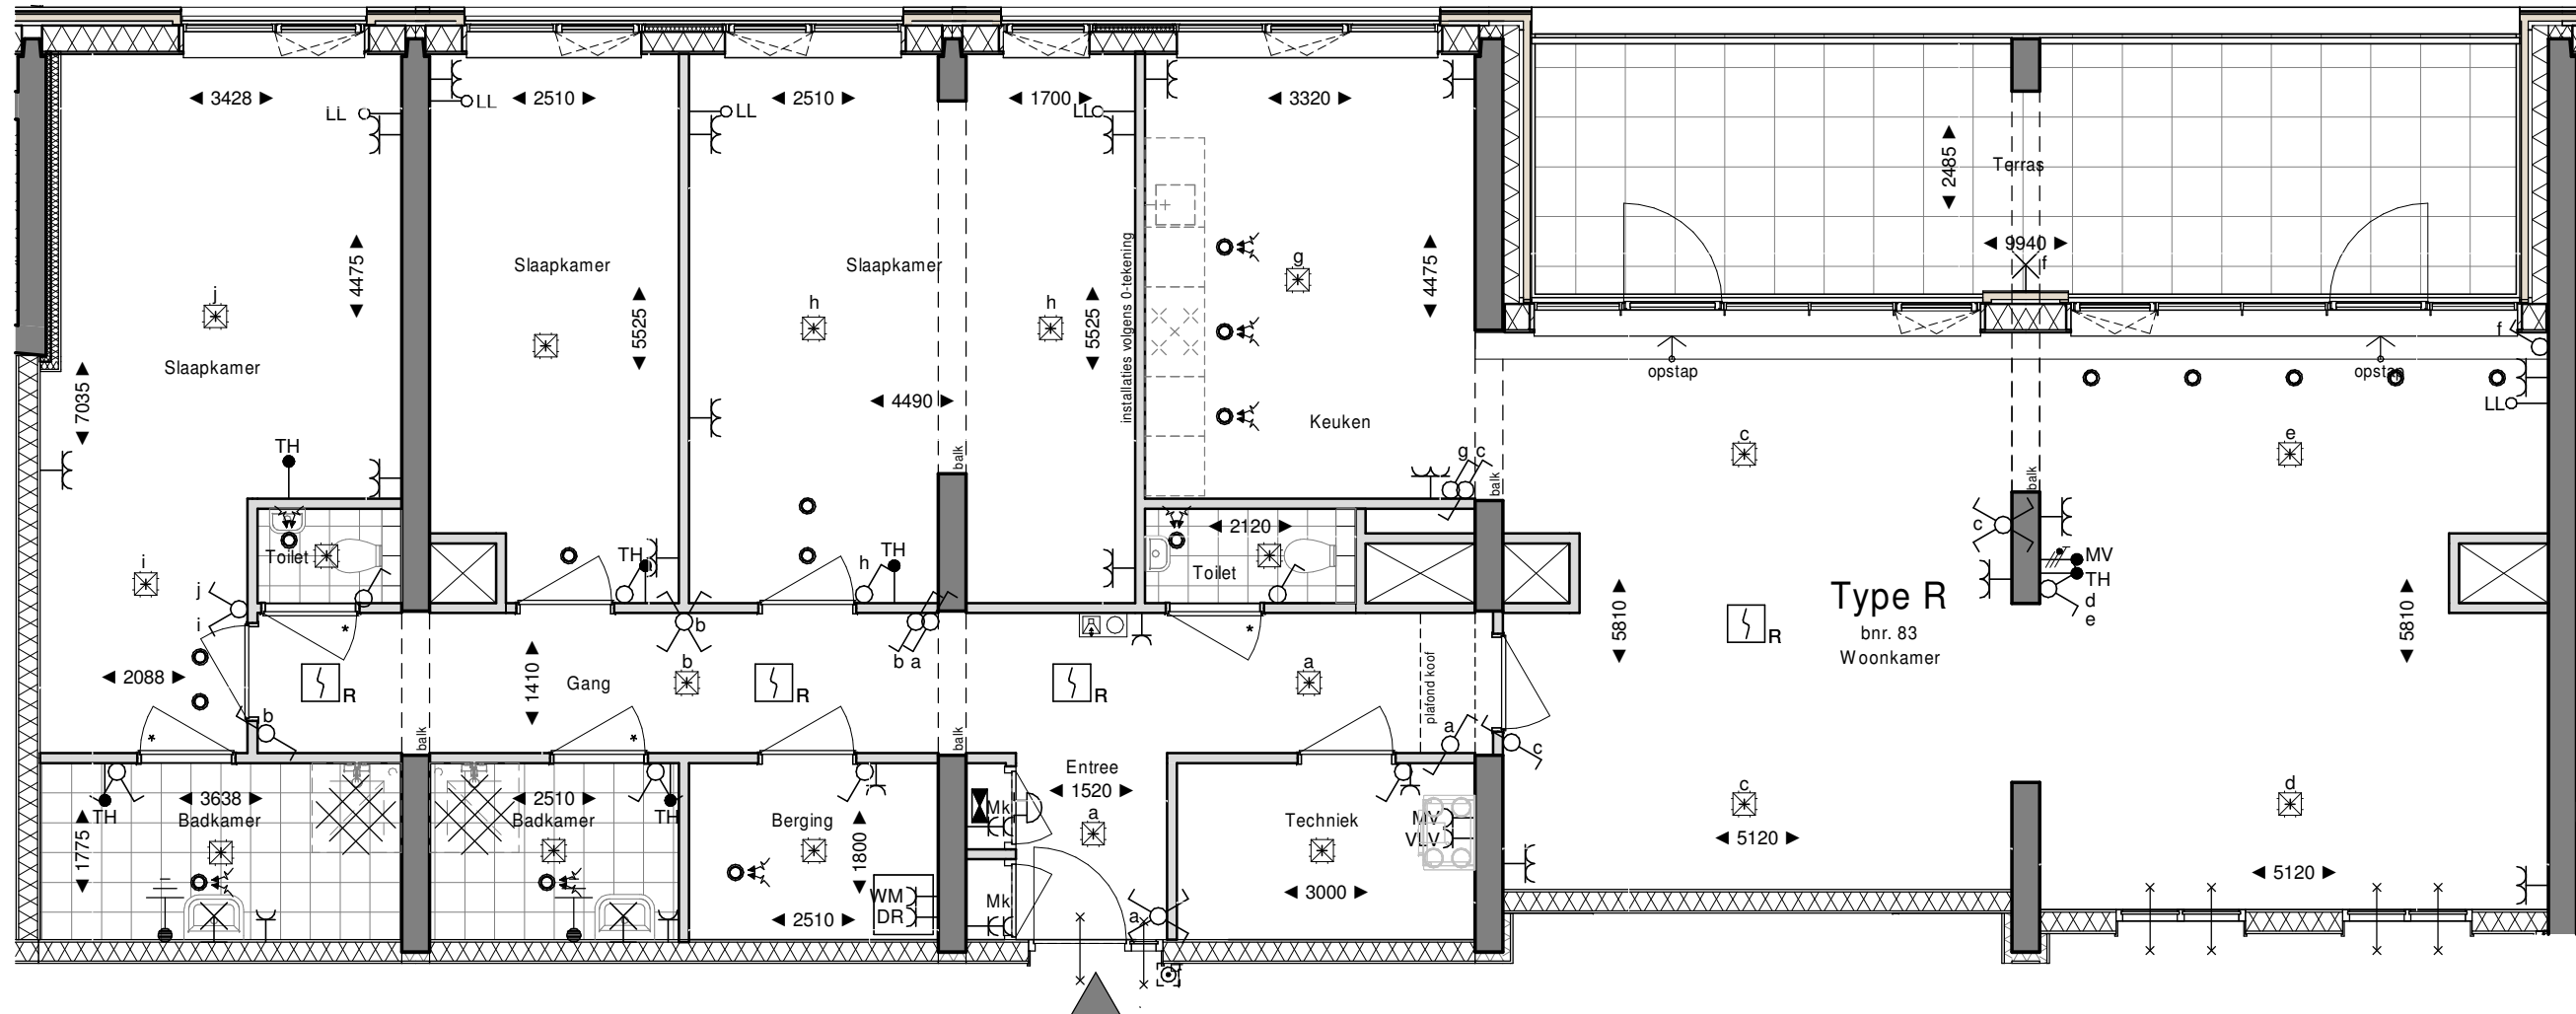 3428
LL
LL
2510
LL
2510
1700
LL
3320
2485
Terras
9940
f
4475
Slaapkamer
Slaapkamer
installaties volgens 0-tekening
g
4475
j
h
h
5525
5525
f
Slaapkamer
7035
4490
Keuken
opstap
opstap
LL
TH
balk
g c
balk
c
balk
e
Toilet
TH
h
TH
2120
Toilet
c
MV
TH
d
e
i
j
i
*
b
b a
*
5810
Type R
bnr. 83
Woonkamer
R
5810
2088
R
1410
Gang
b
R
R
a
plafond koof
b
*
balk
*
balk
a
c
Entree
1520
a
3638
Badkamer
TH
1775
2510
Badkamer
TH
Berging
1800
Mk
Techniek
MV
VLV
c
5120
d
WM
DR
2510
Mk
a
3000
5120